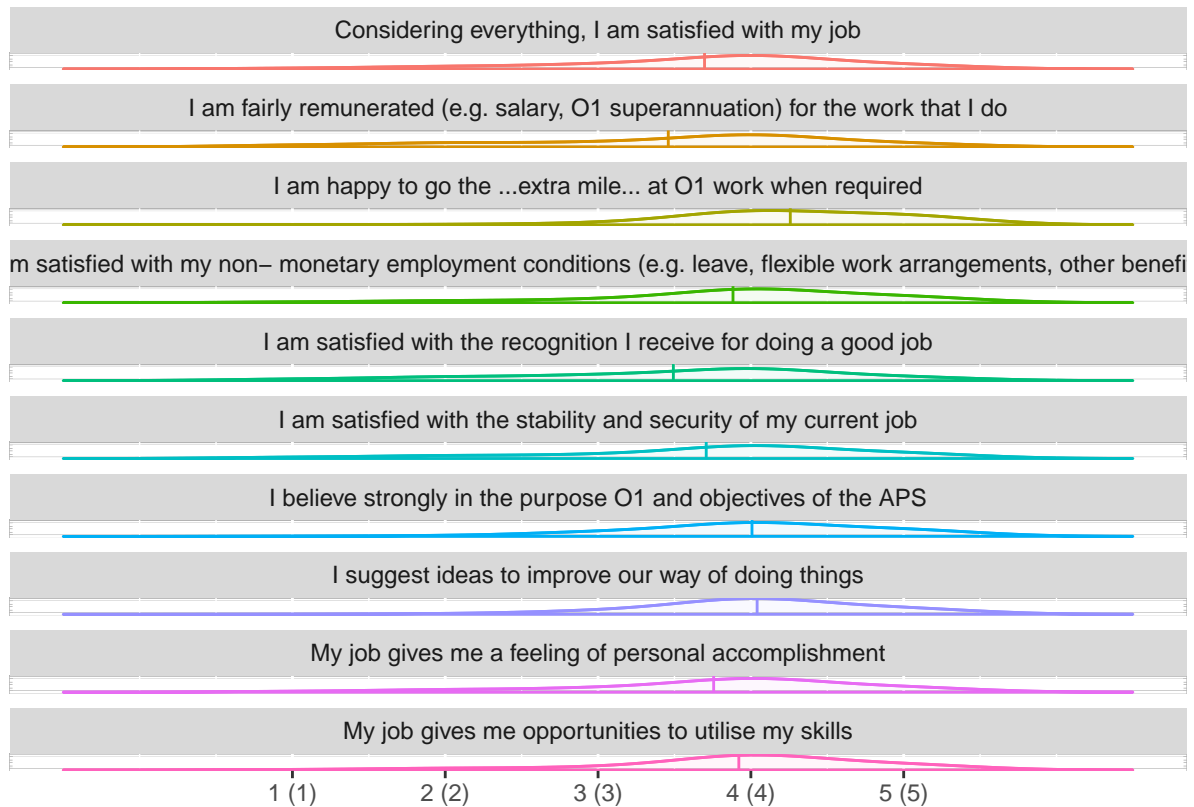 Considering everything, I am satisfied with my job
I am fairly remunerated (e.g. salary, O1 superannuation) for the work that I do
I am happy to go the ...extra mile... at O1 work when required
m satisfied with my non− monetary employment conditions (e.g. leave, flexible work arrangements, other benefi
I am satisfied with the recognition I receive for doing a good job
I am satisfied with the stability and security of my current job
I believe strongly in the purpose O1 and objectives of the APS
I suggest ideas to improve our way of doing things
My job gives me a feeling of personal accomplishment
My job gives me opportunities to utilise my skills
1 (1) 2 (2) 3 (3) 4 (4) 5 (5)